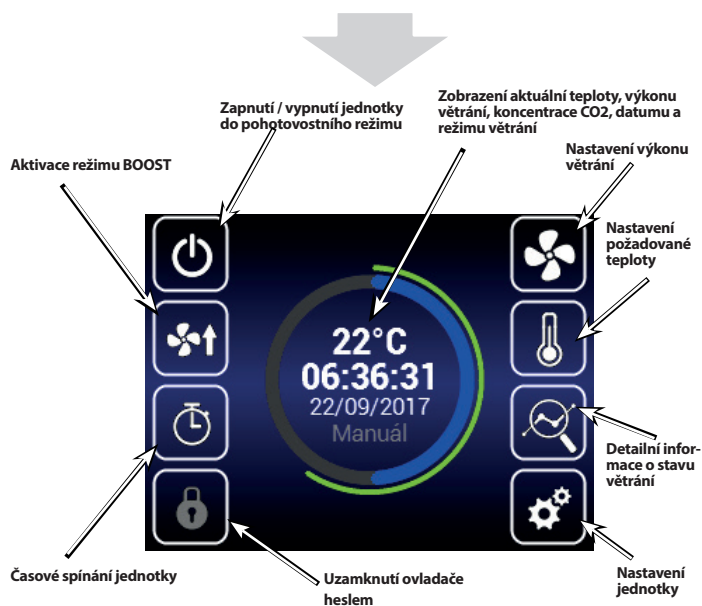 Zapnutí / vypnutí jednotky
do pohotovostního režimu
Zobrazení aktuální teploty, výkonu
větrání, koncentrace CO2, datumu a
režimu větrání
Aktivace režimu BOOST
Nastavení výkonu
větrání
Nastavení
požadované
teploty
22°C
06:36:31
22/09/2017
Manuál
Detailní infor-
mace o stavu
větrání
Časové spínání jednotky
Uzamknutí ovladače
heslem
Nastavení
jednotky